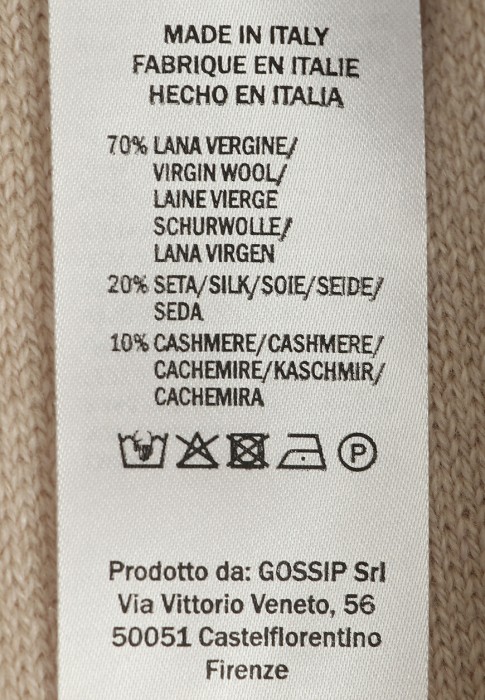 MADE IN ITALY
FABRIQUE EN ITALIE
HECHO EN ITALIA
70% LANA VERGINE/
VIRGIN WOOL/
LAINE VIERGE
SCHURWOLLE/
LANA VIRGEN
20% SETA/SILK/SOIE/SEIDE/
SEDA
10% CASHMERE/CASHMERE/
CACHEMIRE/KASCHMIR/
CACHEMIRA
P
Prodotto da: GOSSIP Srl
Via Vittorio Veneto, 56
50051 Castelfiorentino
Firenze